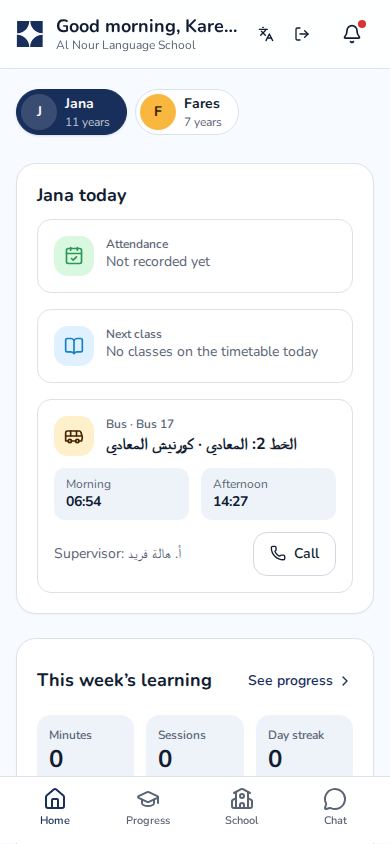 Good morning, Kare...
Al Nour Language School
J
Jana
11 years
F
Fares
7 years
Jana today
Attendance
Not recorded yet
Next class
No classes on the timetable today
Bus · Bus 17
الخط 2: المعادي · كورنيش المعادي
Morning
06:54
Afternoon
14:27
Supervisor: أ. هالة فريد
Call
This week's learning
See progress
Minutes
0
Sessions
0
Day streak
0
Home
Progress
School
Chat